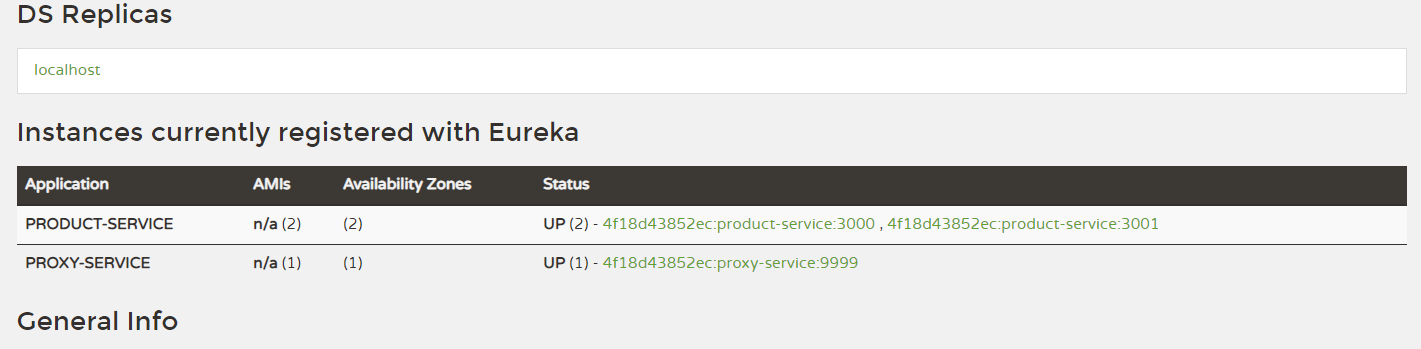 DS Replicas
localhost
Instances currently registered with Eureka
Application AMIs Availability Zones Status
PRODUCT-SERVICE n/a (2) (2) UP (2) - 4f18d43852ec:product-service:3000 , 4f18d43852ec:product-service:3001
PROXY-SERVICE n/a (1) (1) UP (1) - 4f18d43852ec:proxy-service:9999
General Info